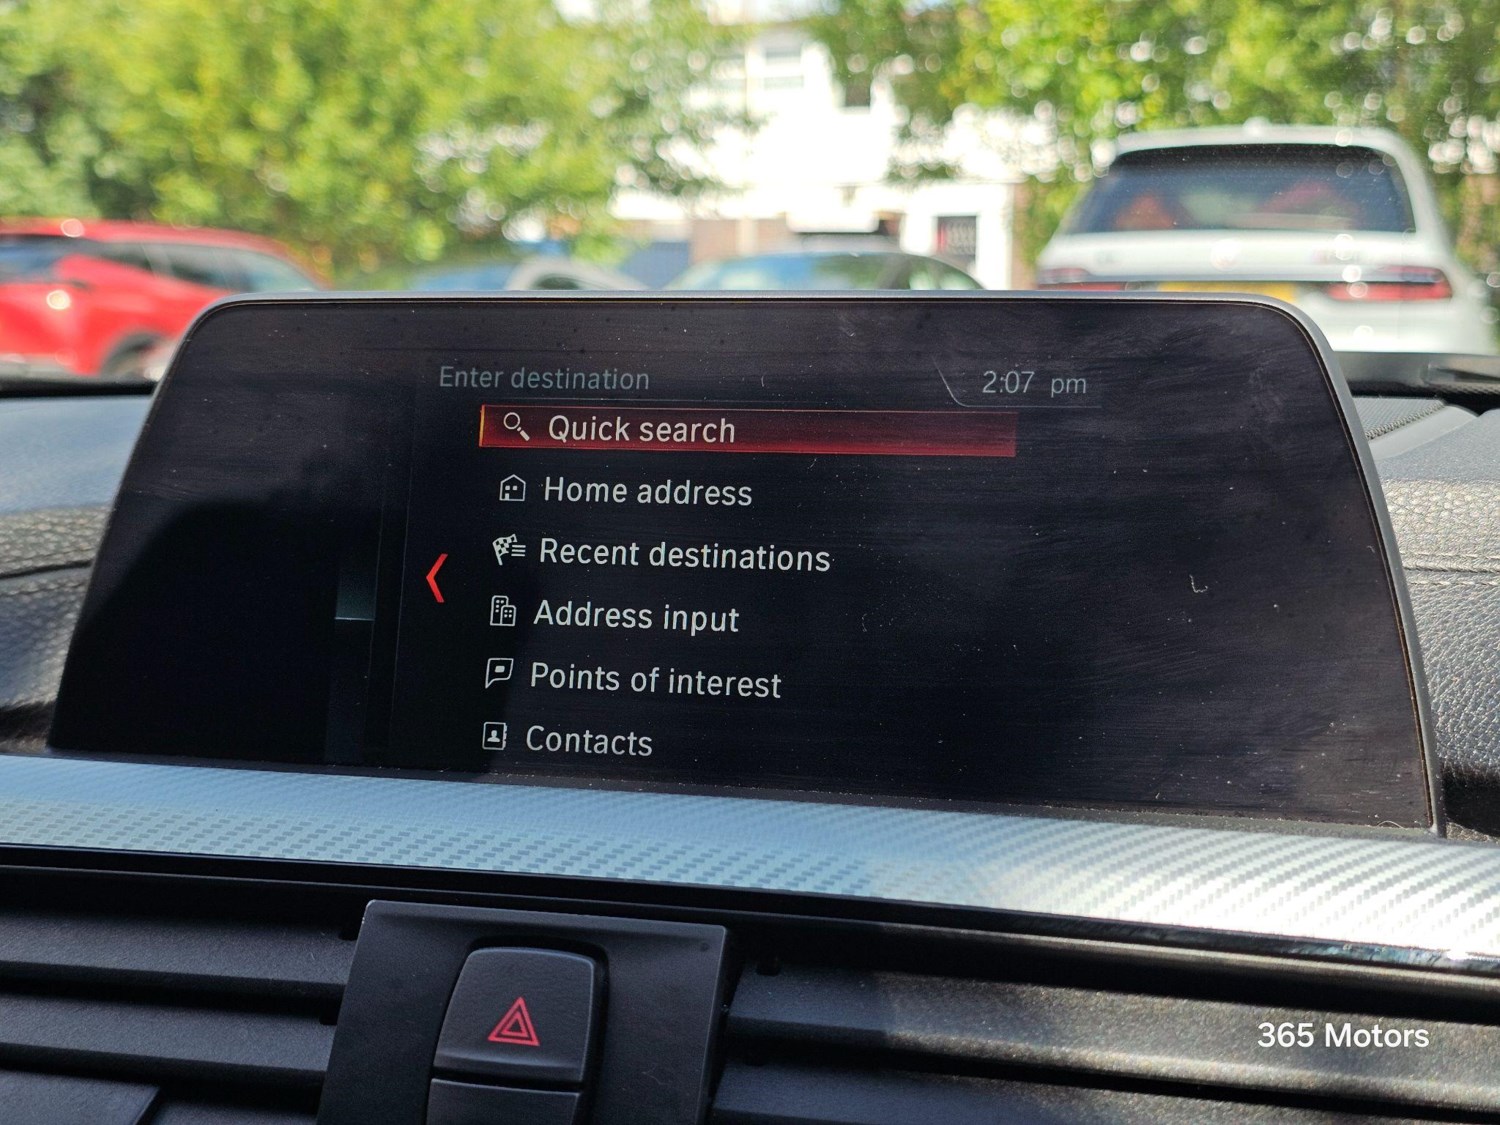 Enter destination
2:07 pm
Quick search
Home address
Recent destinations
Address input
Points of interest
Contacts
365 Motors